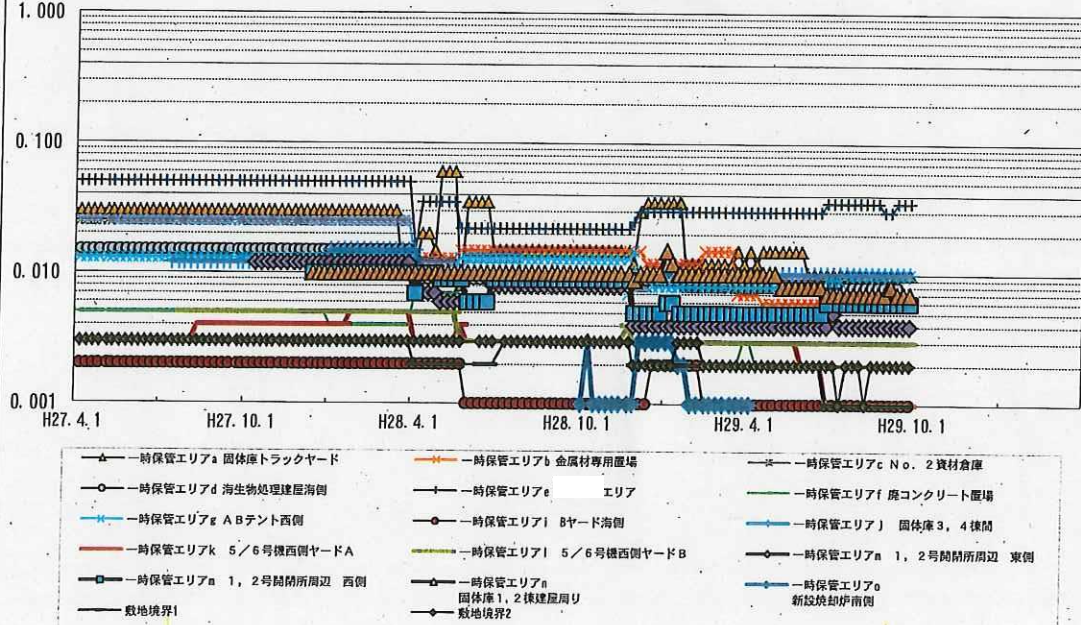 1.000
0.100
0.010
0.001
H27.4.1 H27.10.1 H28.4.1 H28.10.1 H29.4.1 H29.10.1
一時保管エリアa 固体庫トラックヤード
一時保管エリアb 金属材専用置場
一時保管エリアc No.2資材倉庫
一時保管エリアd 海生物処理建屋海側
一時保管エリアe エリア
一時保管エリアf 廃コンクリート置場
一時保管エリアg ABテント西側
一時保管エリアi Bヤード海側
一時保管エリアj 固体庫3,4棟間
一時保管エリアk 5/6号機西側ヤードA
一時保管エリアl 5/6号機西側ヤードB
一時保管エリアm 1,2号開閉所周辺 東側
一時保管エリアm 1,2号開閉所周辺 西側
一時保管エリアn
固体庫1,2棟建屋周り
一時保管エリアo
新設焼却炉南側
敷地境界1
敷地境界2